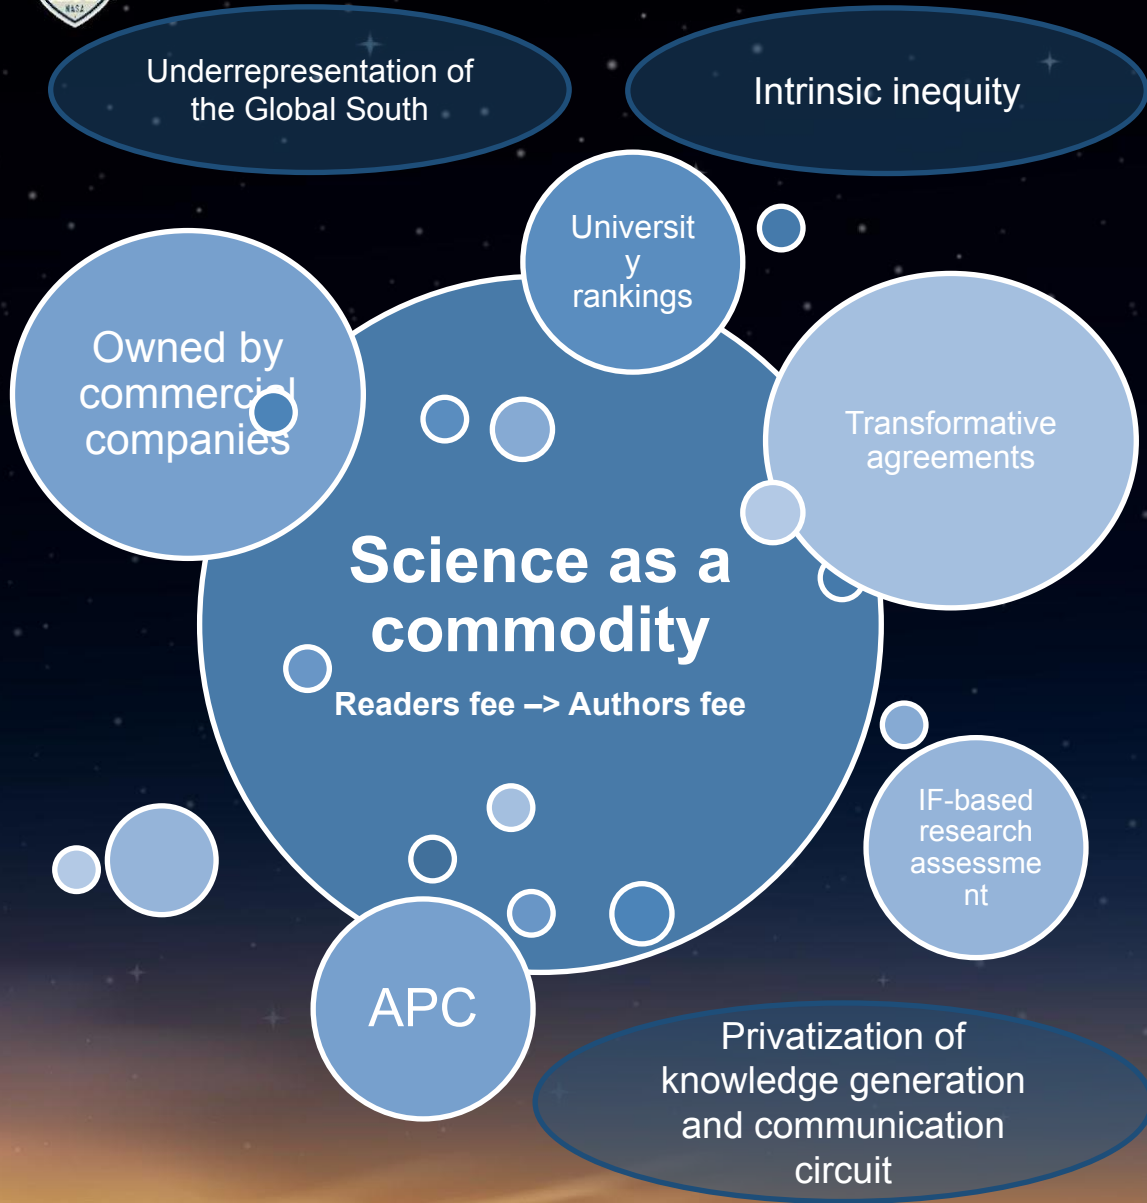 NASA
Underrepresentation of
the Global South
Intrinsic inequity
Universit
y
rankings
Owned by
commercial
companies
Transformative
agreements
Science as a
commodity
Readers fee –> Authors fee
IF-based
research
assessme
nt
APC
Privatization of
knowledge generation
and communication
circuit